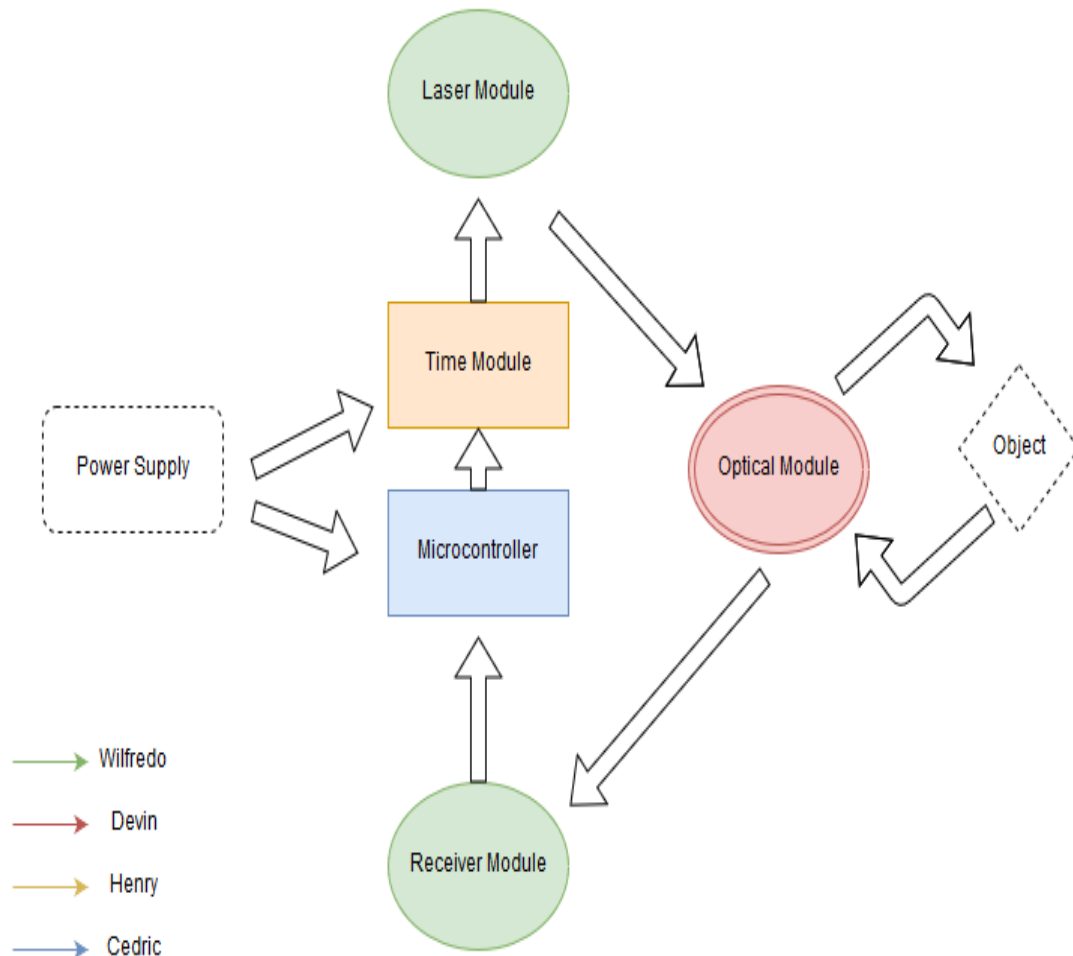 Laser Module
Time Module
Power Supply
Optical Module
Object
Microcontroller
Receiver Module
Wilfredo
Devin
Henry
Cedric